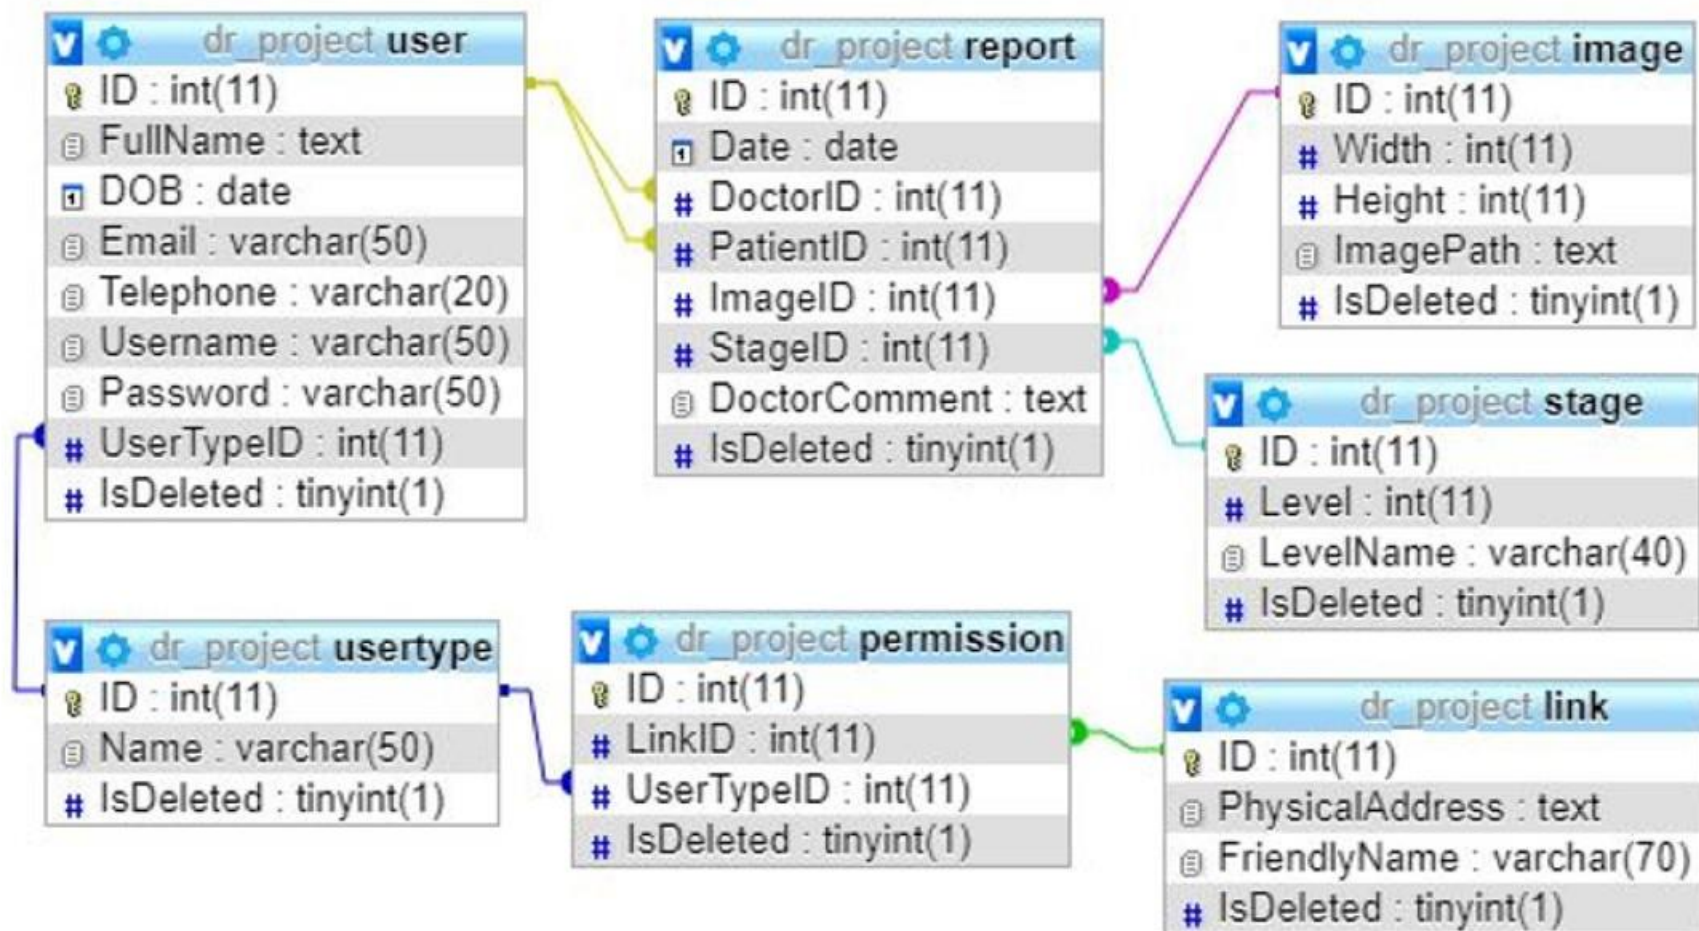 dr_project user
ID : int(11)
FullName : text
DOB : date
Email : varchar(50)
Telephone : varchar(20)
Username : varchar(50)
Password : varchar(50)
UserTypeID : int(11)
IsDeleted : tinyint(1)
dr_project report
ID : int(11)
Date : date
DoctorID : int(11)
PatientID : int(11)
ImageID : int(11)
StageID : int(11)
DoctorComment : text
IsDeleted : tinyint(1)
dr_project image
ID : int(11)
Width : int(11)
Height : int(11)
ImagePath : text
IsDeleted : tinyint(1)
dr_project stage
ID : int(11)
Level : int(11)
LevelName : varchar(40)
IsDeleted : tinyint(1)
dr_project usertype
ID : int(11)
Name : varchar(50)
IsDeleted : tinyint(1)
dr_project permission
ID : int(11)
LinkID : int(11)
UserTypeID : int(11)
IsDeleted : tinyint(1)
dr_project link
ID : int(11)
PhysicalAddress : text
FriendlyName : varchar(70)
IsDeleted : tinyint(1)